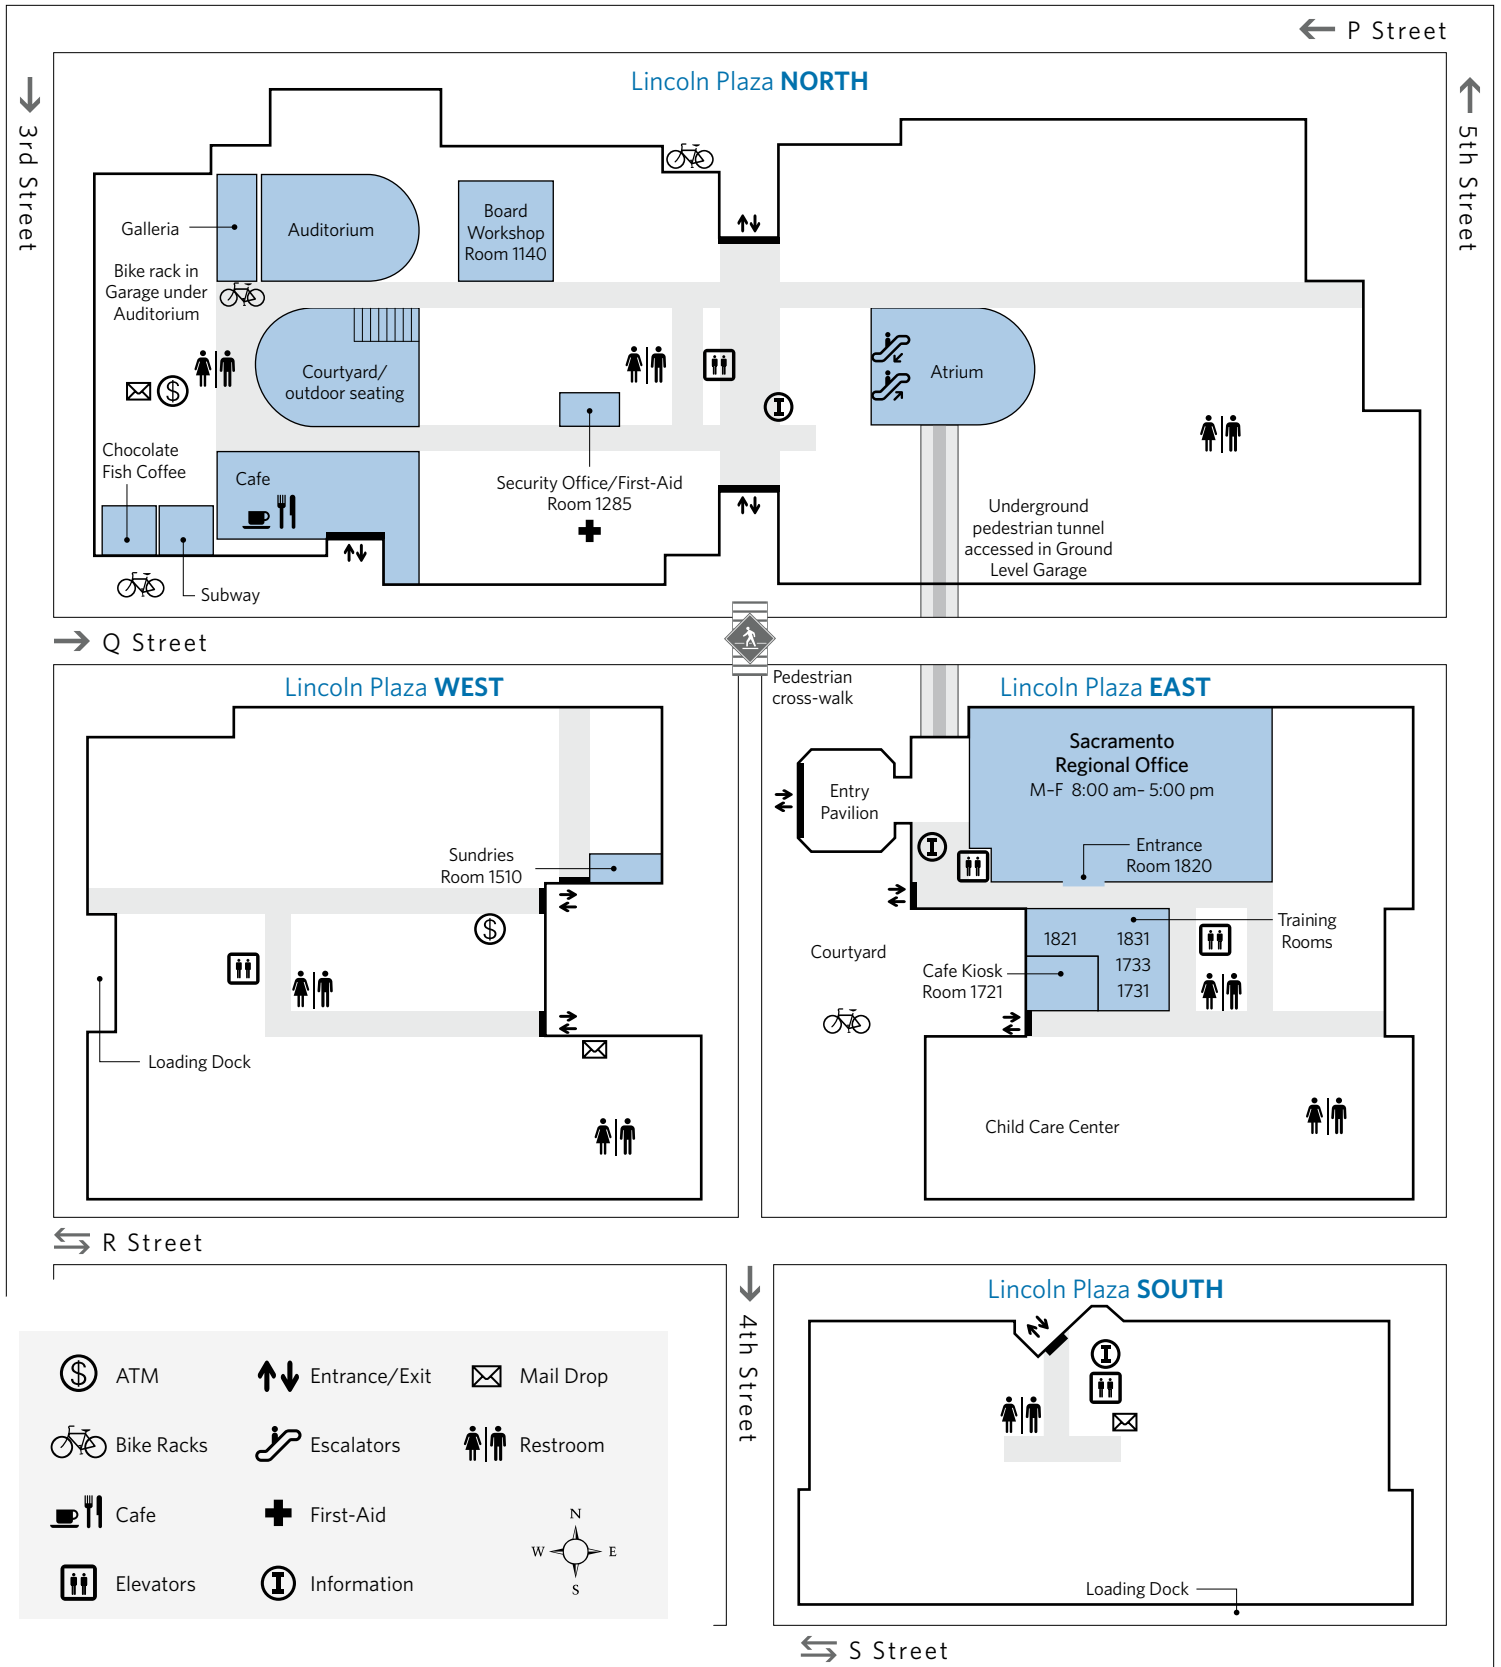 P Street
3rd Street
5th Street
Lincoln Plaza NORTH
Galleria
Auditorium
Board
Workshop
Room 1140
Bike rack in
Garage under
Auditorium
Courtyard/
outdoor seating
Atrium
Chocolate
Fish Coffee
Cafe
Security Office/First-Aid
Room 1285
Underground
pedestrian tunnel
accessed in Ground
Level Garage
Subway
Q Street
Pedestrian
cross-walk
Lincoln Plaza WEST
Sundries
Room 1510
$
Loading Dock
Lincoln Plaza EAST
Sacramento
Regional Office
M–F 8:00 am– 5:00 pm
Entry
Pavilion
Entrance
Room 1820
Training
Rooms
1821
1831
1733
1731
Courtyard
Cafe Kiosk
Room 1721
Child Care Center
R Street
4th Street
Lincoln Plaza SOUTH
Loading Dock
S Street
$ ATM
Entrance/Exit
Mail Drop
Bike Racks
Escalators
Restroom
Cafe
First-Aid
Elevators
I Information
N
W E
S